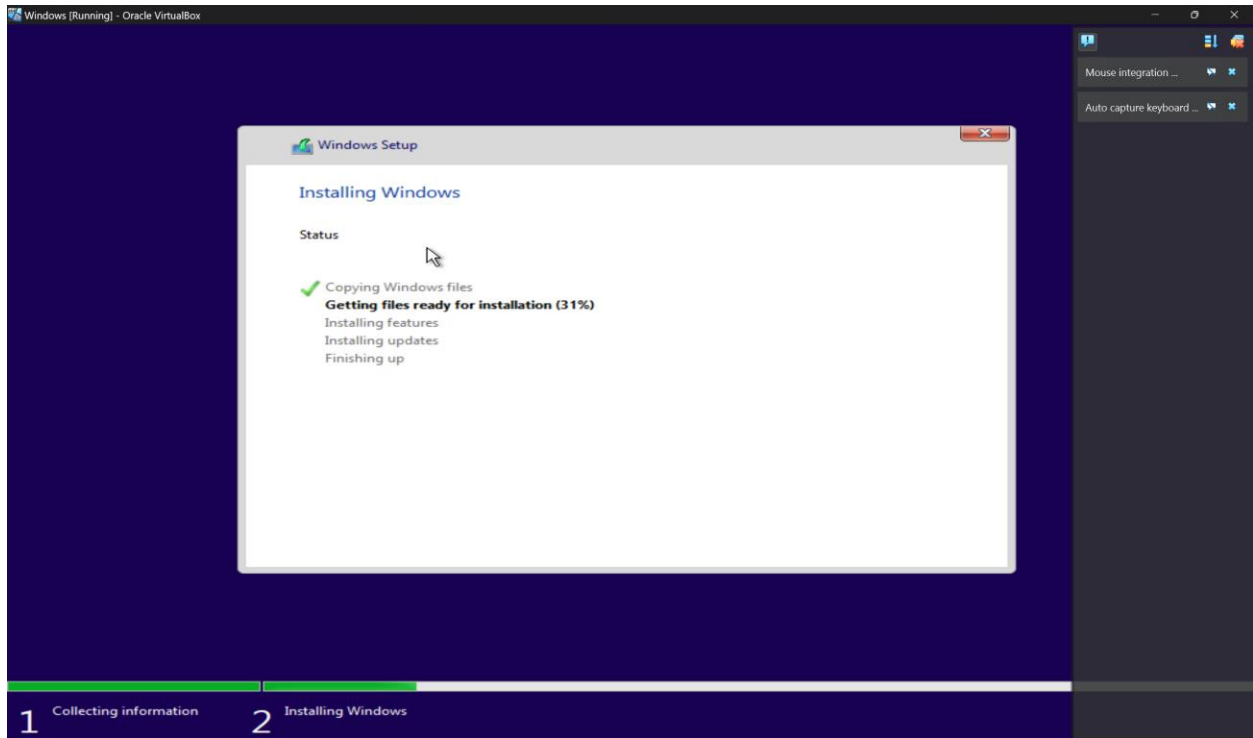 Windows [Running] - Oracle VirtualBox
Mouse integration ...
Auto capture keyboard ...
Windows Setup
Installing Windows
Status
Copying Windows files
Getting files ready for installation (31%)
Installing features
Installing updates
Finishing up
1 Collecting information
2 Installing Windows